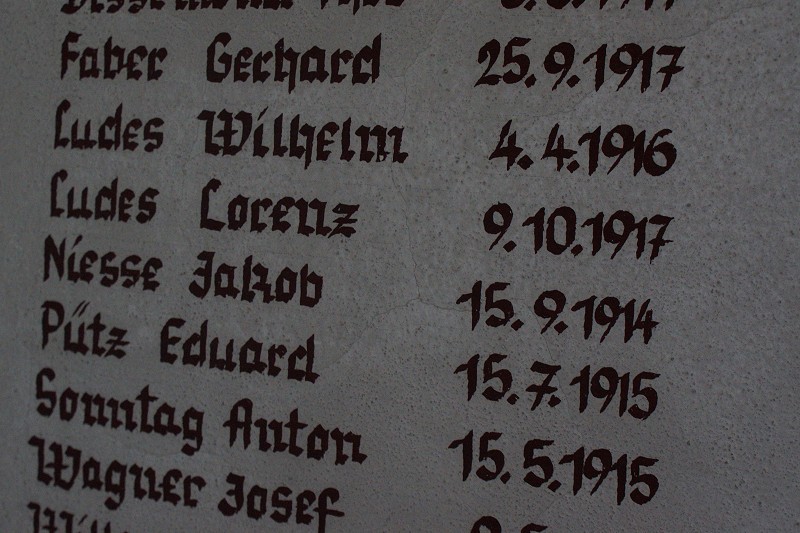 Faber Gerhard 25.9.1917
Ludes Wilhelm 4.4.1916
Ludes Lorenz 9.10.1917
Niesse Jakob 15.9.1914
Pütz Eduard 15.7.1915
Sonntag Anton 15.5.1915
Wagner Josef